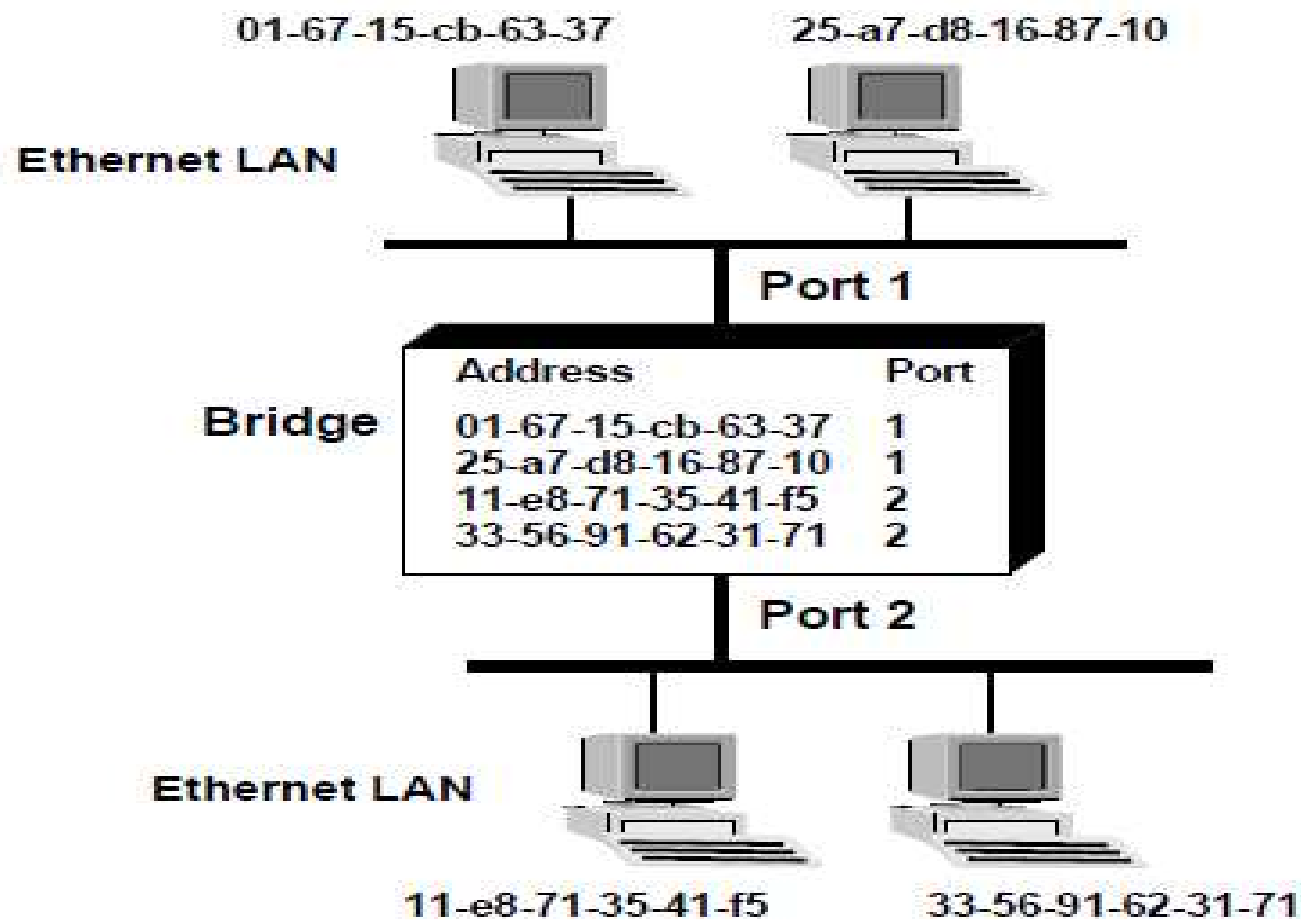 01-67-15-cb-63-37 25-a7-d8-16-87-10
Ethernet LAN
Port 1
Address Port
Bridge
01-67-15-cb-63-37 1
25-a7-d8-16-87-10 1
11-e8-71-35-41-f5 2
33-56-91-62-31-71 2
Port 2
Ethernet LAN
11-e8-71-35-41-f5 33-56-91-62-31-71